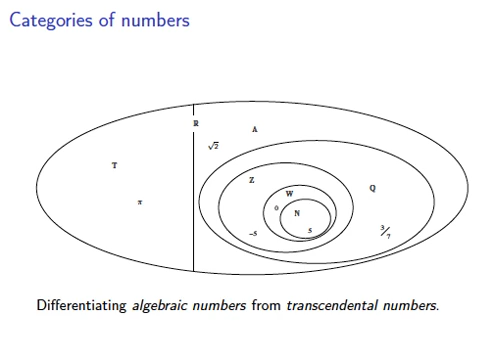 Categories of numbers
R
A
√2
T
Z
Q
W
π
0
N
-5
5
3/7
Differentiating algebraic numbers from transcendental numbers.